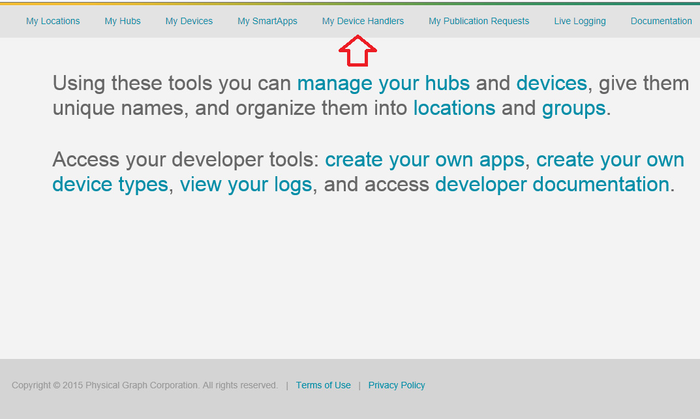 My Locations My Hubs My Devices My SmartApps My Device Handlers My Publication Requests Live Logging Documentation
Using these tools you can manage your hubs and devices, give them
unique names, and organize them into locations and groups.
Access your developer tools: create your own apps, create your own
device types, view your logs, and access developer documentation.
Copyright © 2015 Physical Graph Corporation. All rights reserved. | Terms of Use | Privacy Policy